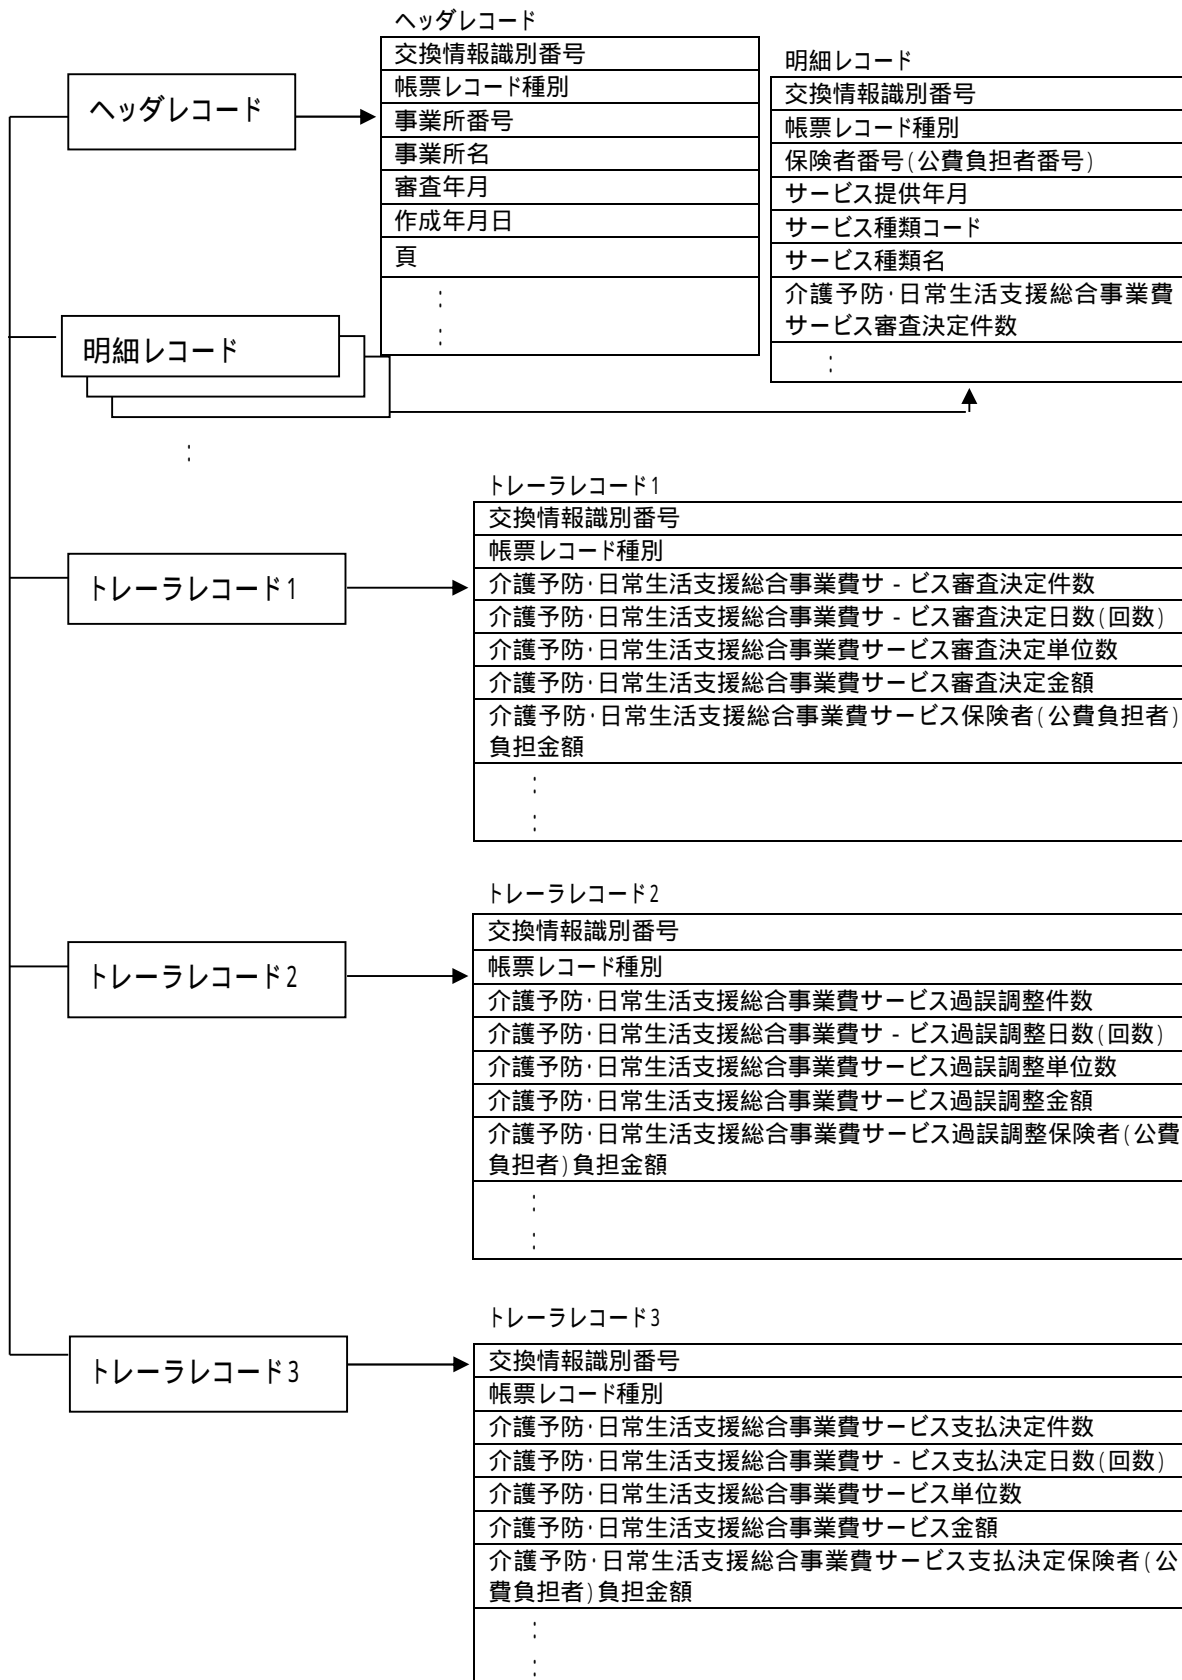 ヘッダレコード
ヘッダレコード
交換情報識別番号
帳票レコード種別
事業所番号
事業所名
審査年月
作成年月日
頁
:
:
明細レコード
:
明細レコード
交換情報識別番号
帳票レコード種別
保険者番号(公費負担者番号)
サービス提供年月
サービス種類コード
サービス種類名
介護予防・日常生活支援総合事業費
サービス審査決定件数
:
トレーラレコード1
トレーラレコード1
交換情報識別番号
帳票レコード種別
介護予防・日常生活支援総合事業費サ-ビス審査決定件数
介護予防・日常生活支援総合事業費サ-ビス審査決定日数(回数)
介護予防・日常生活支援総合事業費サービス審査決定単位数
介護予防・日常生活支援総合事業費サービス審査決定金額
介護予防・日常生活支援総合事業費サービス保険者(公費負担者)
負担金額
:
:
トレーラレコード2
トレーラレコード2
交換情報識別番号
帳票レコード種別
介護予防・日常生活支援総合事業費サービス過誤調整件数
介護予防・日常生活支援総合事業費サ-ビス過誤調整日数(回数)
介護予防・日常生活支援総合事業費サービス過誤調整単位数
介護予防・日常生活支援総合事業費サービス過誤調整金額
介護予防・日常生活支援総合事業費サービス過誤調整保険者(公費
負担者)負担金額
:
:
トレーラレコード3
トレーラレコード3
交換情報識別番号
帳票レコード種別
介護予防・日常生活支援総合事業費サービス支払決定件数
介護予防・日常生活支援総合事業費サ-ビス支払決定日数(回数)
介護予防・日常生活支援総合事業費サービス単位数
介護予防・日常生活支援総合事業費サービス金額
介護予防・日常生活支援総合事業費サービス支払決定保険者(公
費負担者)負担金額
:
: